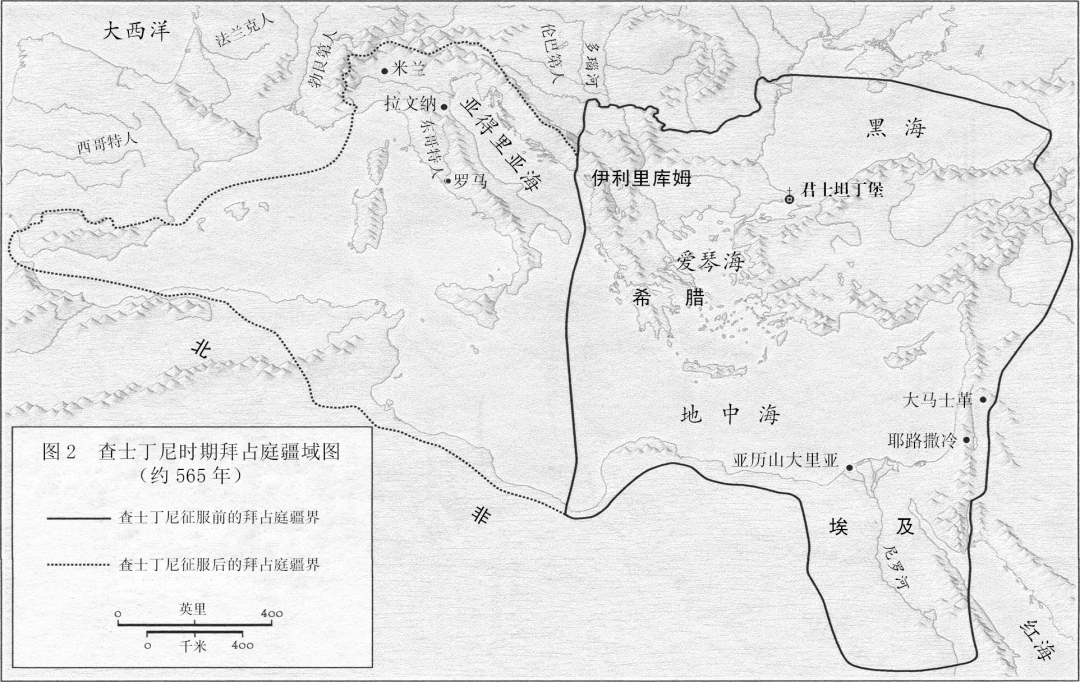 大西洋
法兰克人
勃艮第人
伦巴第人
多瑙河
米兰
拉文纳
亚得里亚海
东哥特人
罗马
西哥特人
黑海
伊利里库姆
君士坦丁堡
爱琴海
希腊
北
非
地中海
大马士革
耶路撒冷
亚历山大里亚
埃及
尼罗河
红海
图2 查士丁尼时期拜占庭疆域图
(约565年)
查士丁尼征服前的拜占庭疆界
查士丁尼征服后的拜占庭疆界
英里
0 400
0 400
千米